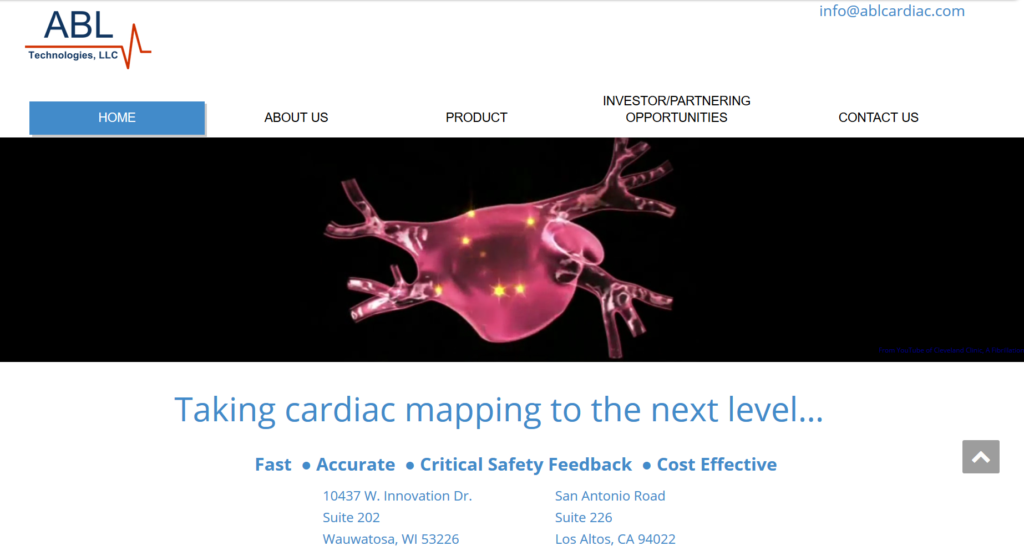 info@ablcardiac.com
ABL
Technologies, LLC
HOME
ABOUT US
PRODUCT
INVESTOR/PARTNERING
OPPORTUNITIES
CONTACT US
Taking cardiac mapping to the next level...
Fast ● Accurate ● Critical Safety Feedback ● Cost Effective
10437 W. Innovation Dr.
Suite 202
Wauwatosa, WI 53226
San Antonio Road
Suite 226
Los Altos, CA 94022